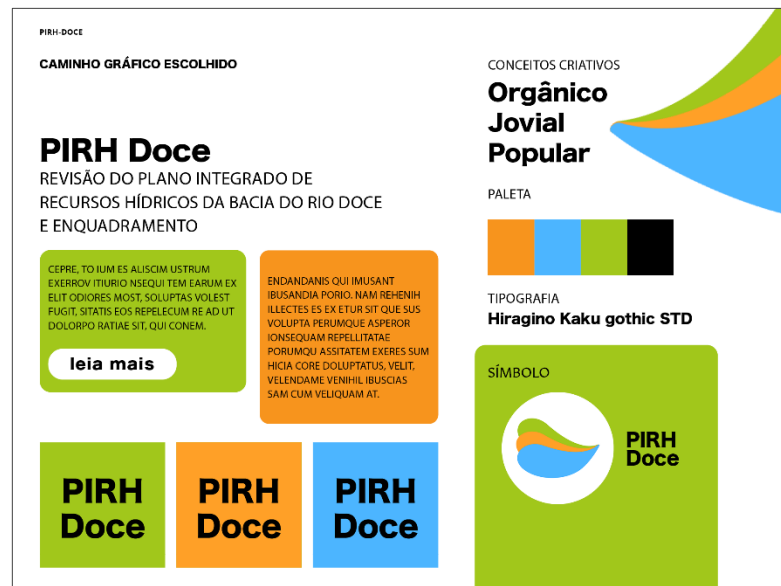 PIRH-DOCE
CAMINHO GRÁFICO ESCOLHIDO
PIRH Doce
REVISÃO DO PLANO INTEGRADO DE
RECURSOS HÍDRICOS DA BACIA DO RIO DOCE
E ENQUADRAMENTO
CEPRE, TO IUM ES ALISCIM USTRUM
EXERROV ITIURIO NSEQUI TEM EARUM EX
ELIT ODIORES MOST, SOLUPTAS VOLEST
FUGIT, SITATIS EOS REPELECUM RE AD UT
DOLORPO RATIAE SIT, QUI CONEM.
leia mais
ENDANDANIS QUI IMUSANT
IBUSANDIA PORIO. NAM REHENIH
ILLECTES ES EX ETUR SIT QUE SUS
VOLUPTA PERUMQUE ASPEROR
IONSEQUAM REPELLITATAE
PORUMQU ASSITATEM EXERES SUM
HICIA CORE DOLUPTATUS, VELIT,
VELENDAME VENIHIL IBUSCIAS
SAM CUM VELIQUAM AT.
PIRH
Doce
PIRH
Doce
PIRH
Doce
CONCEITOS CRIATIVOS
Orgânico
Jovial
Popular
PALETA
TIPOGRAFIA
Hiragino Kaku gothic STD
SÍMBOLO
PIRH
Doce